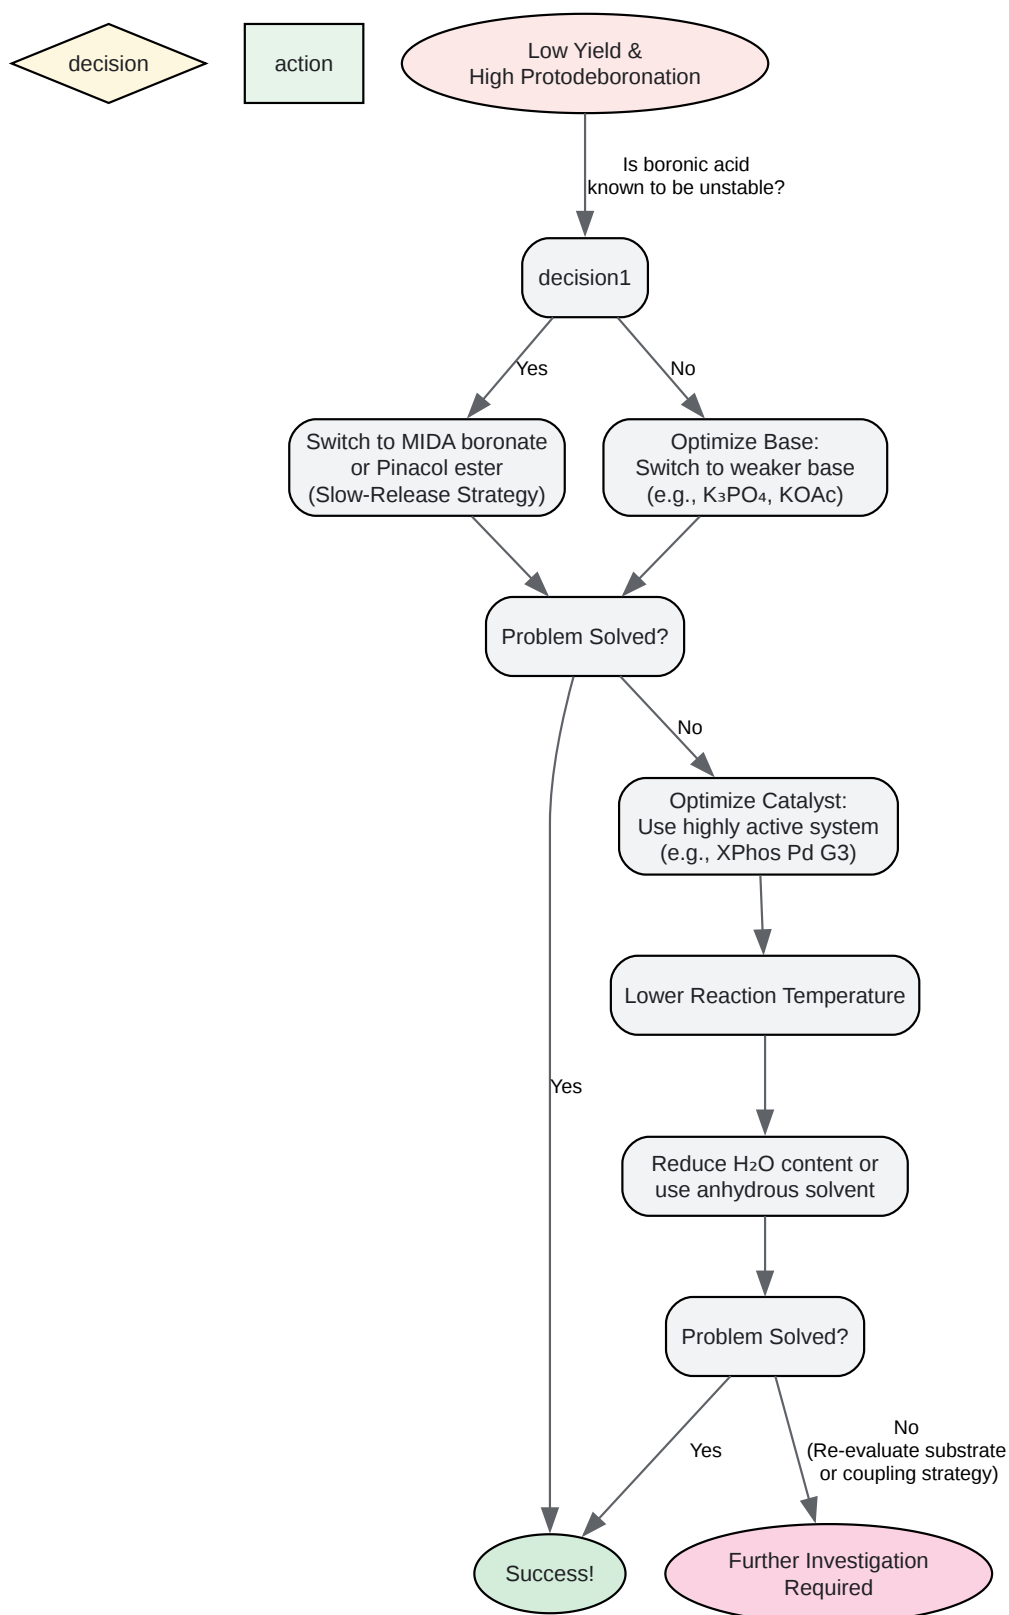 decision
action
Low Yield &
High Protodeboronation
Is boronic acid
known to be unstable?
decision1
Yes
No
Switch to MIDA boronate
or Pinacol ester
(Slow-Release Strategy)
Optimize Base:
Switch to weaker base
(e.g., K₃PO₄, KOAc)
Problem Solved?
No
Optimize Catalyst:
Use highly active system
(e.g., XPhos Pd G3)
Lower Reaction Temperature
Yes
Reduce H₂O content or
use anhydrous solvent
Problem Solved?
Yes
No
(Re-evaluate substrate
or coupling strategy)
Success!
Further Investigation
Required